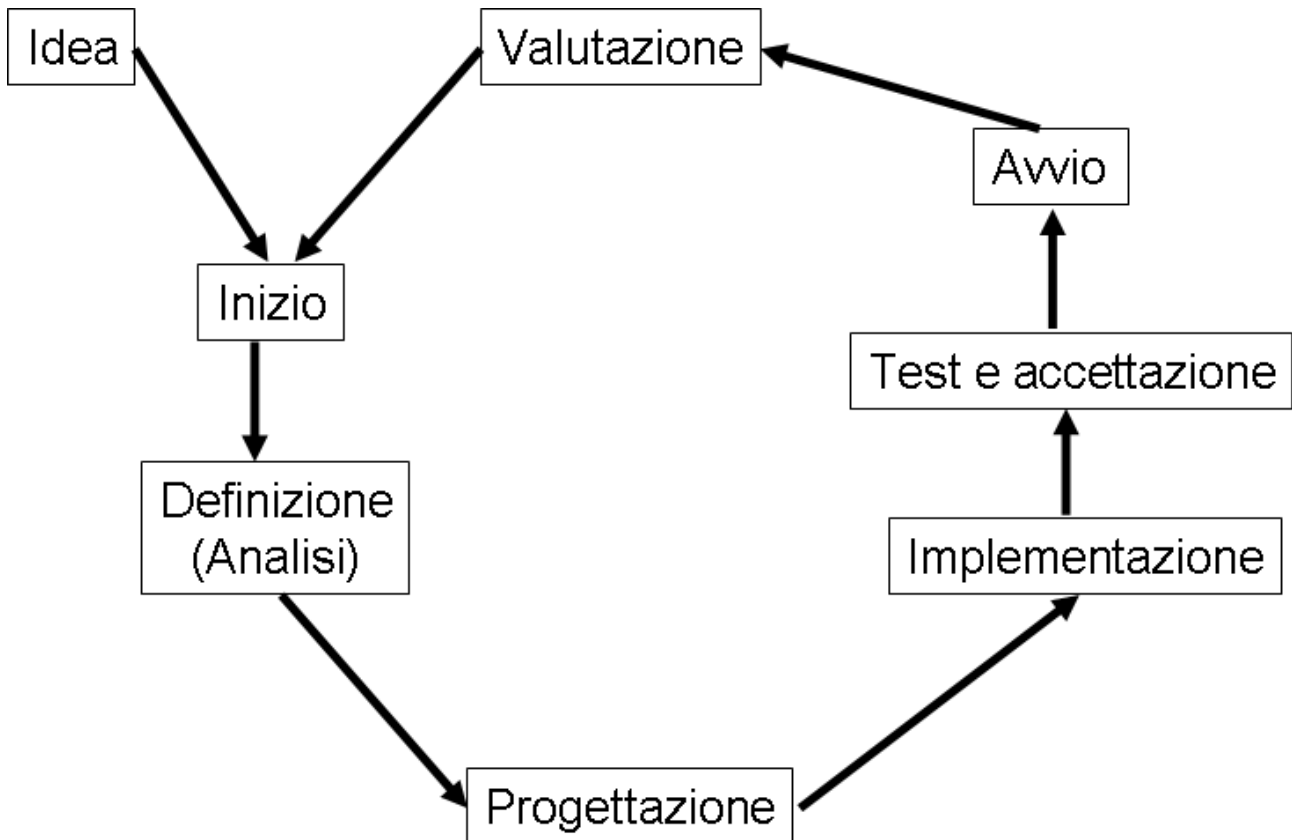 Idea
Valutazione
Avvio
Inizio
Test e accettazione
Definizione
(Analisi)
Implementazione
Progettazione